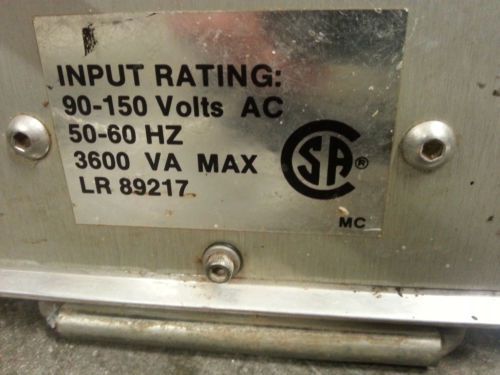 INPUT RATING:
90-150 Volts AC
50-60 HZ
3600 VA MAX
LR 89217
CSA®
MC